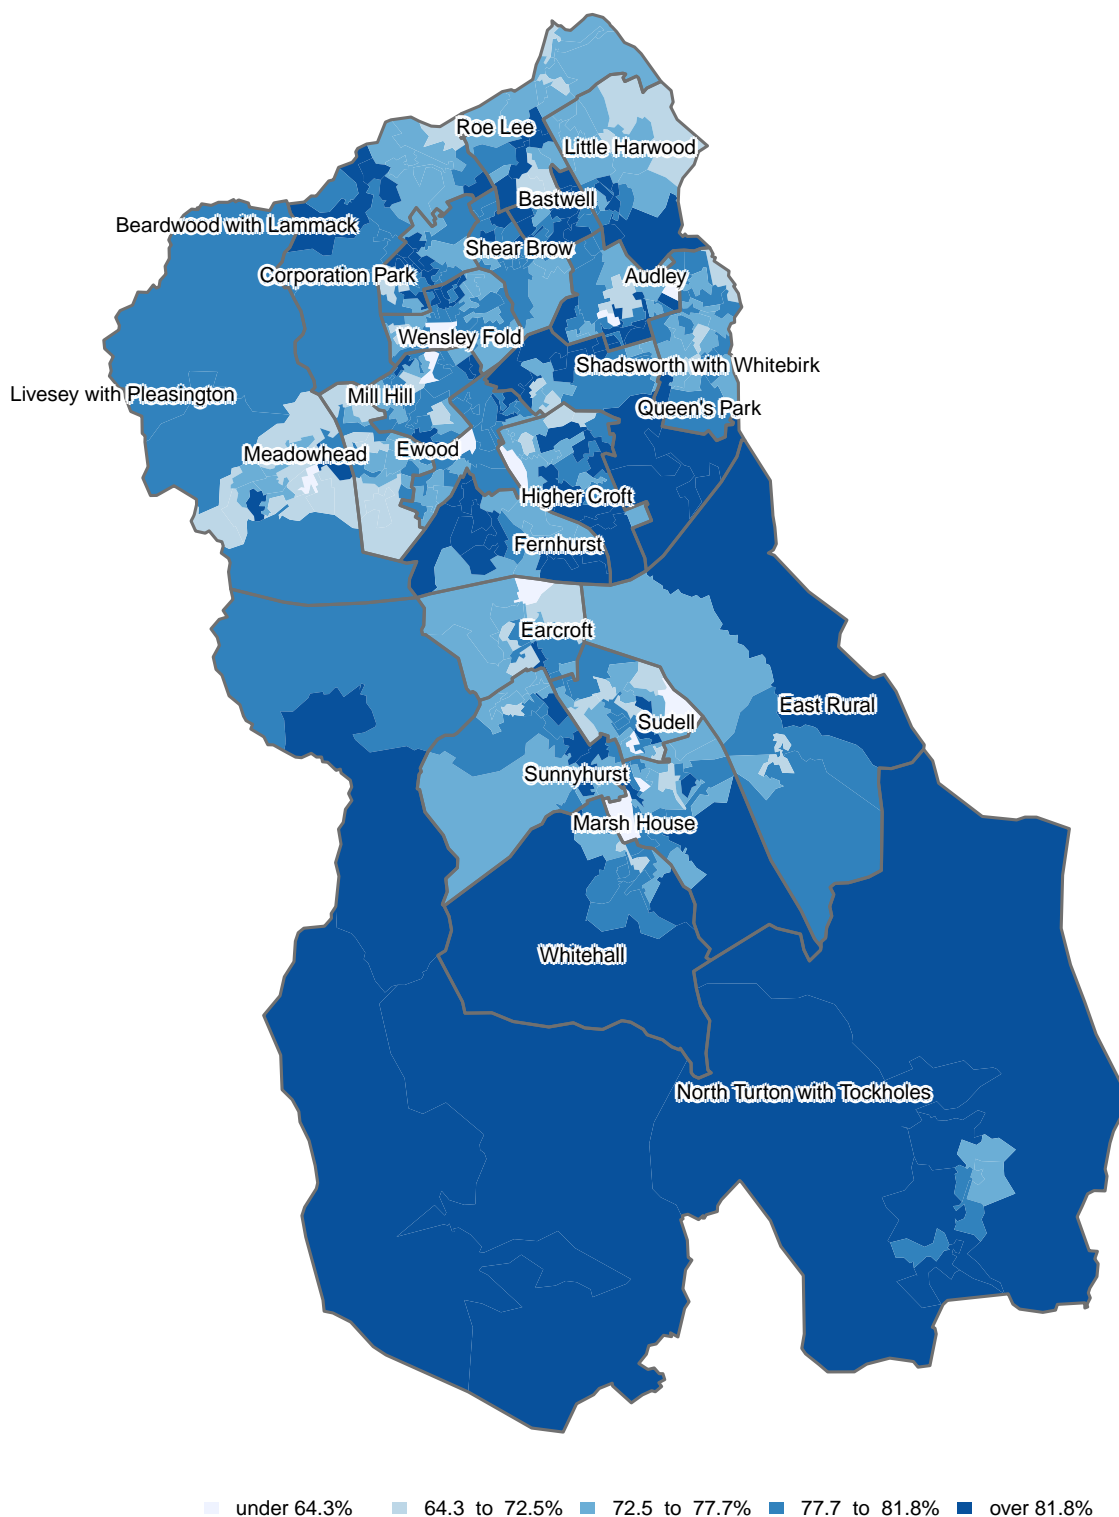 Roe Lee
Little Harwood
Bastwell
Beardwood with Lammack
Shear Brow
Corporation Park
Audley
Wensley Fold
Shadsworth with Whitebirk
Livesey with Pleasington
Mill Hill
Queen's Park
Ewood
Meadowhead
Higher Croft
Fernhurst
Earcroft
East Rural
Sudell
Sunnyhurst
Marsh House
Whitehall
North Turton with Tockholes
under 64.3% 64.3 to 72.5% 72.5 to 77.7% 77.7 to 81.8% over 81.8%